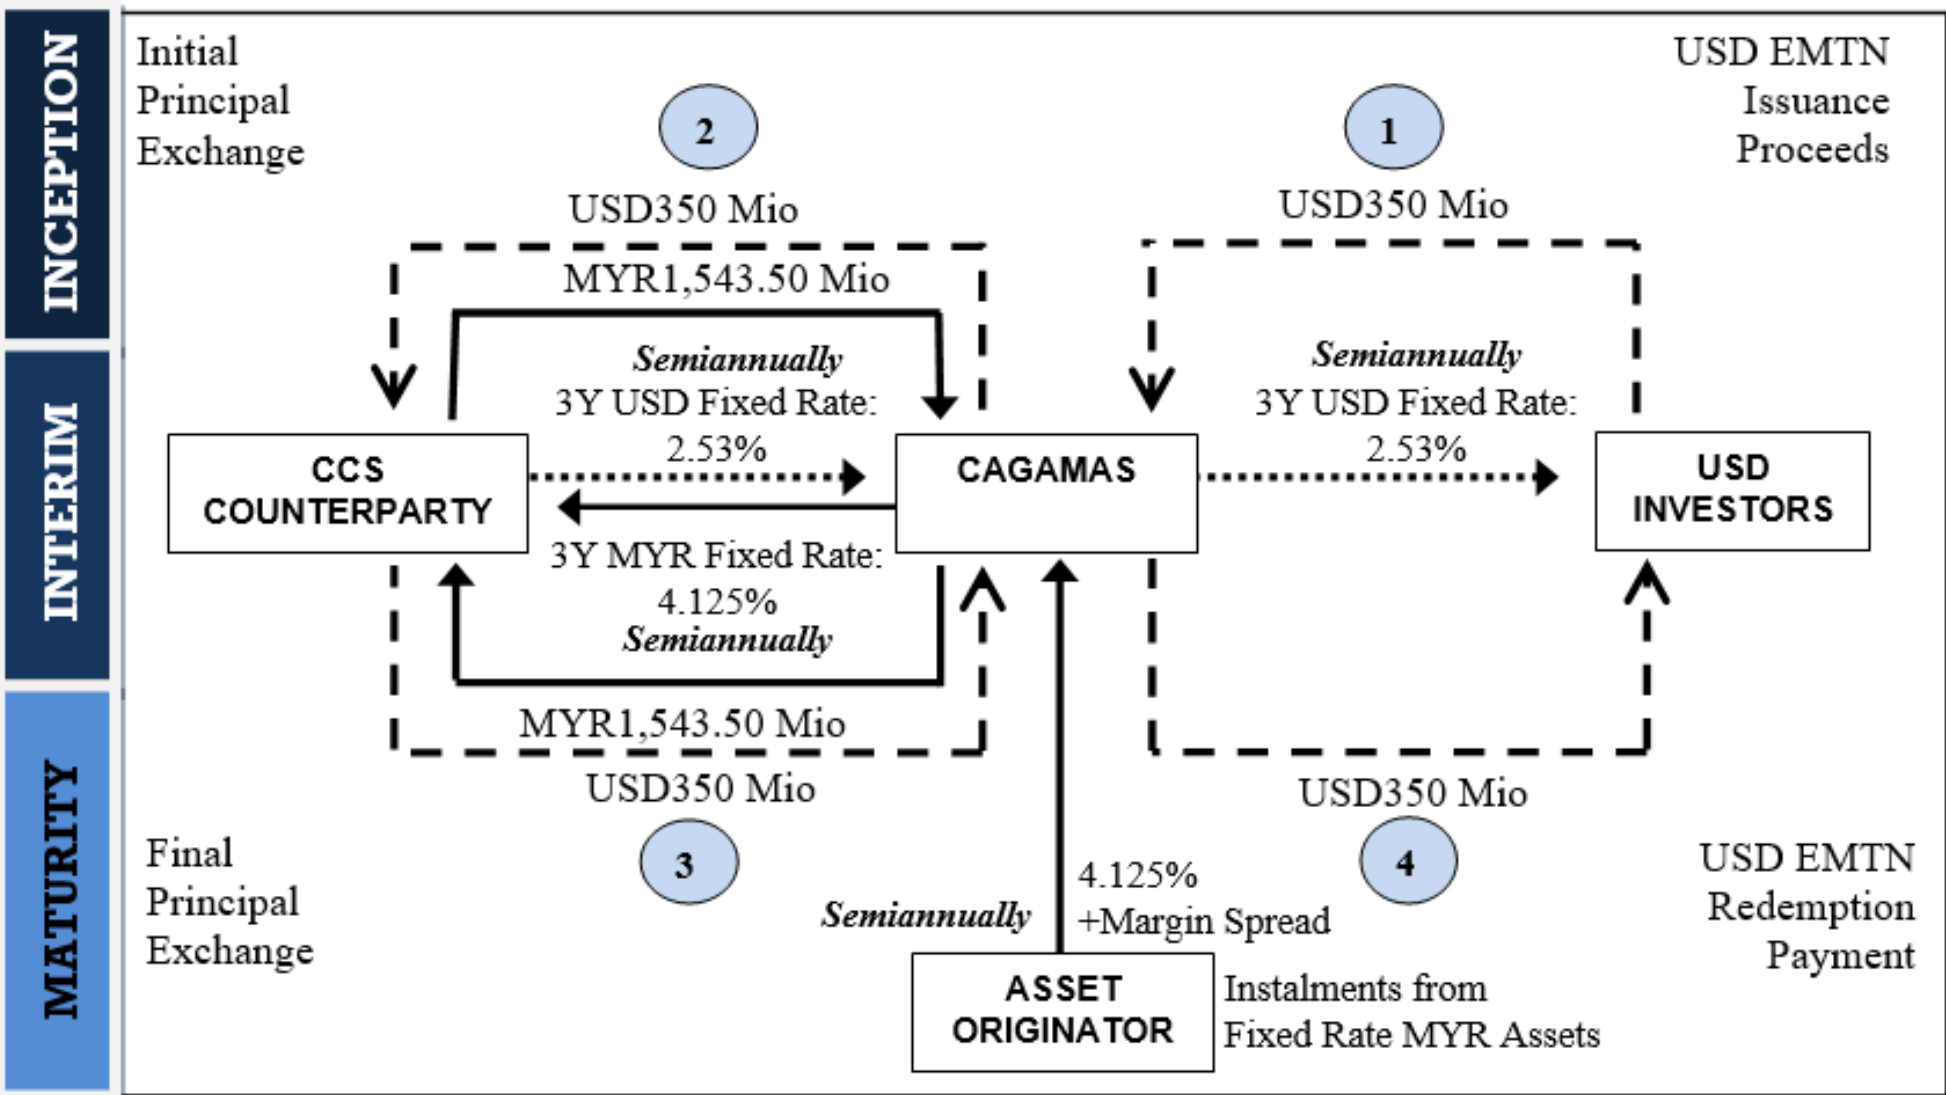 INCEPTION
Initial
Principal
Exchange
2
USD350 Mio
MYR1,543.50 Mio
1
USD350 Mio
USD EMTN
Issuance
Proceeds
INTERIM
Semiannually
3Y USD Fixed Rate:
2.53%
Semiannually
3Y USD Fixed Rate:
2.53%
CCS
COUNTERPARTY
CAGAMAS
USD
INVESTORS
3Y MYR Fixed Rate:
4.125%
Semiannually
MATURITY
MYR1,543.50 Mio
USD350 Mio
3
USD350 Mio
4
Final
Principal
Exchange
USD EMTN
Redemption
Payment
Semiannually
4.125%
+Margin Spread
ASSET
ORIGINATOR
Instalments from
Fixed Rate MYR Assets